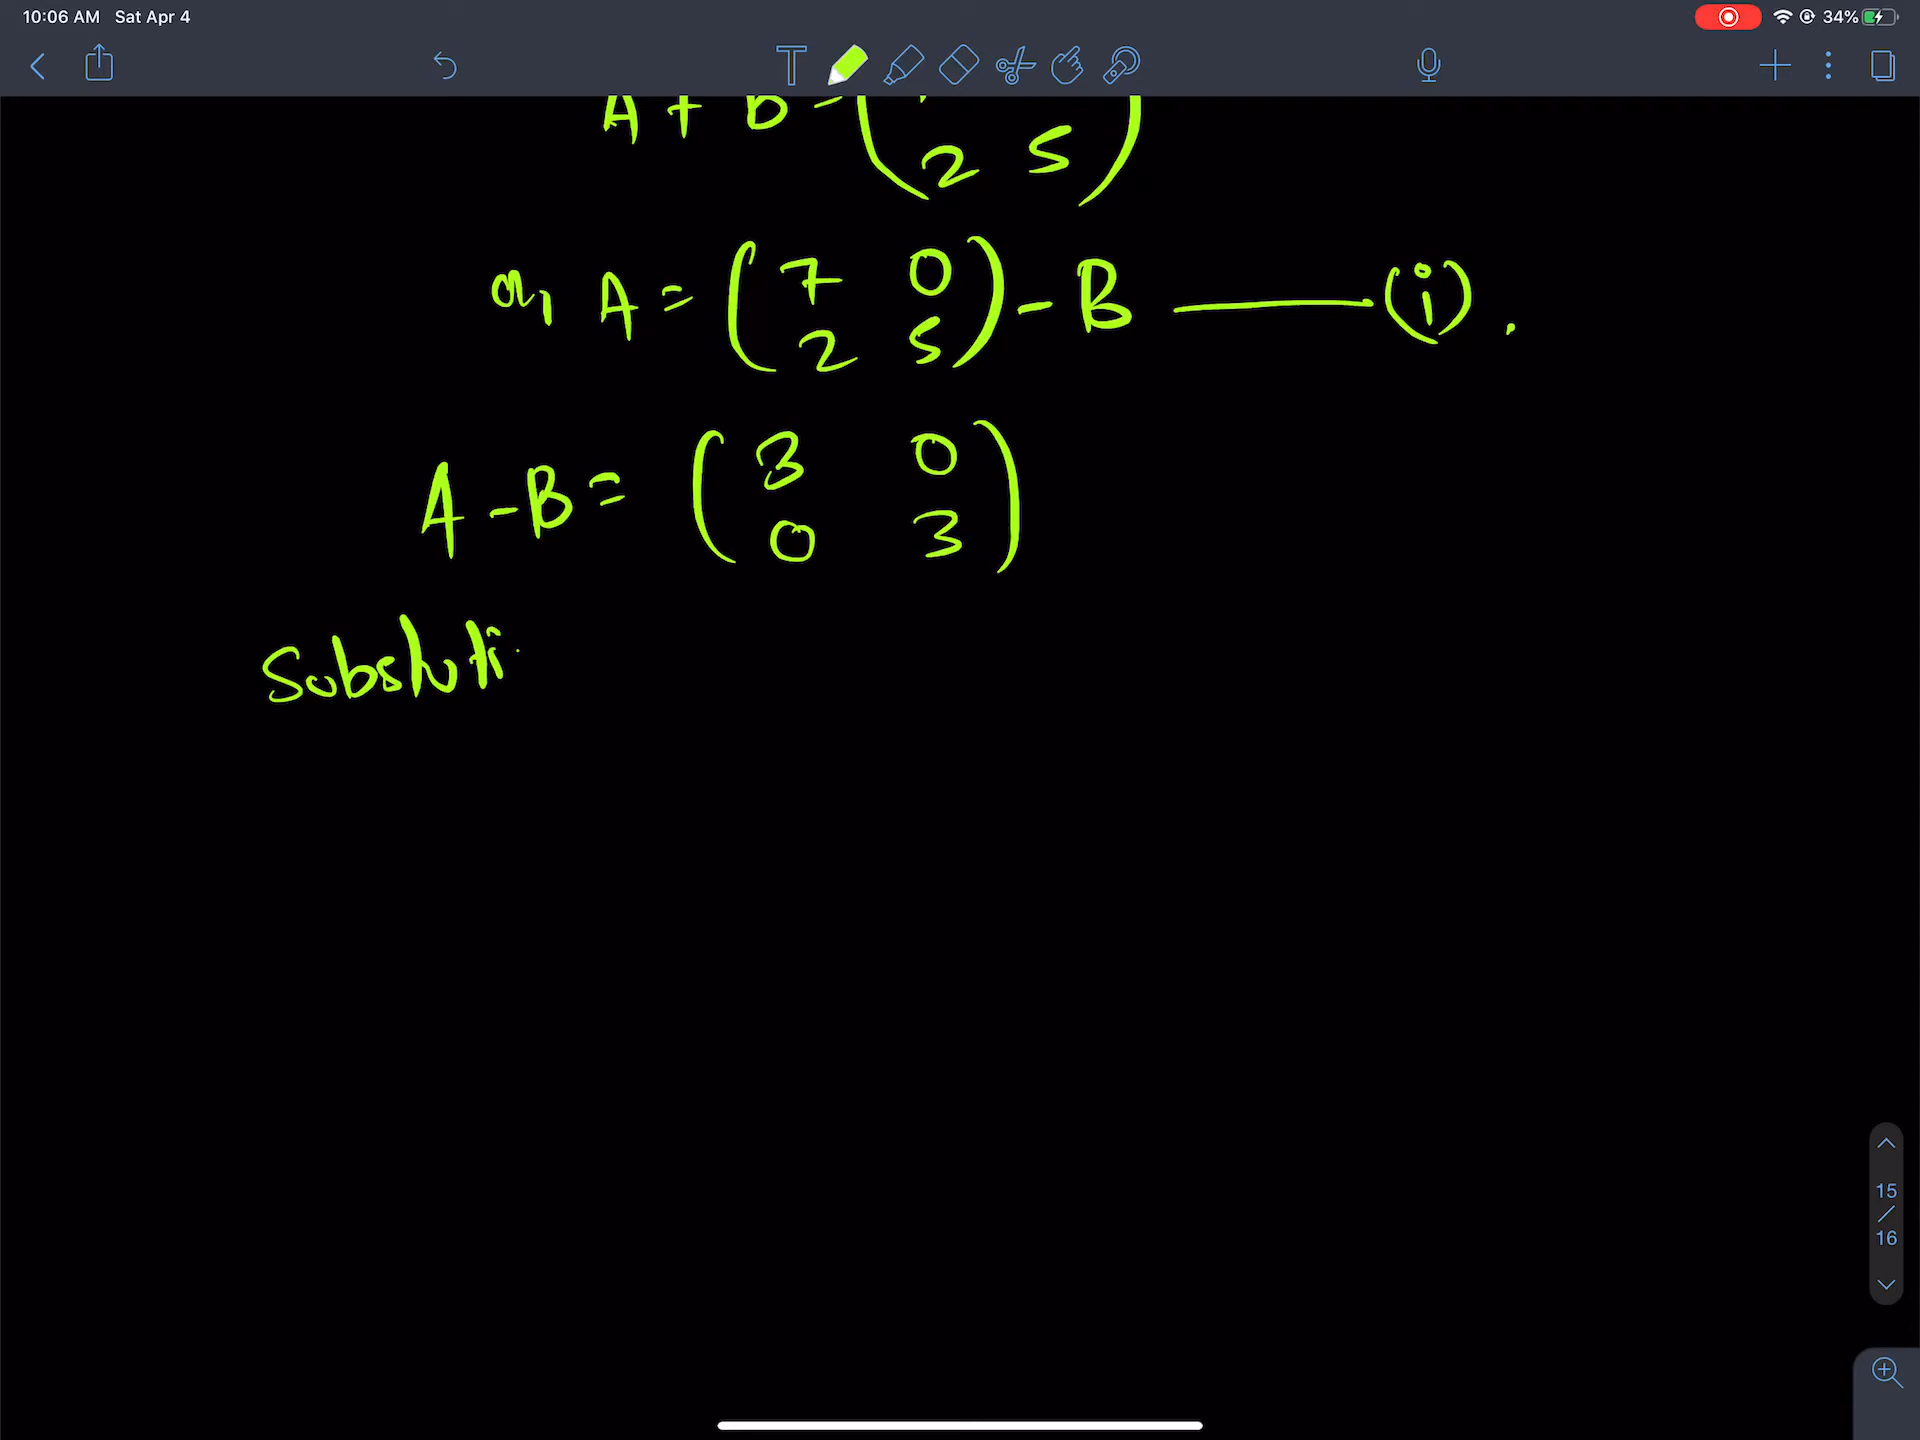 10:06 AM Sat Apr 4
34%
T
A + B =
2 5
or, A = ( 7 0 ) - B —— (i).
2 5
A - B = ( 3 0 )
0 3
Substuti
15
/
16